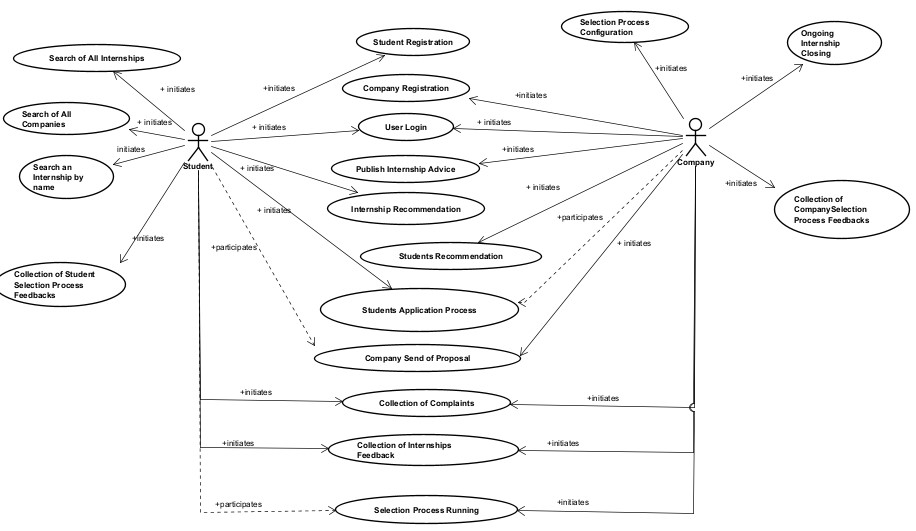 Selection Process
Configuration
Ongoing
Internship
Closing
Student Registration
Search of All Internships
+initiates
+ initiates
+initiates
+initiates
Company Registration
+initiates
Search of All
Companies
+ initiates
+ initiates
User Login
+ initiates
Student
Company
initiates
+initiates
Search an
Internship by
name
+ initiates
Publish Internship Advice
+initiates
+ initiates
Internship Recommendation
+ initiates
+participates
Collection of
CompanySelection
Process Feedbacks
+initiates
+participates
+ initiates
Students Recommendation
Collection of Student
Selection Process
Feedbacks
Students Application Process
Company Send of Proposal
+initiates
Collection of Complaints
+initiates
+initiates
Collection of Internships
Feedback
+initiates
+participates
Selection Process Running
+initiates